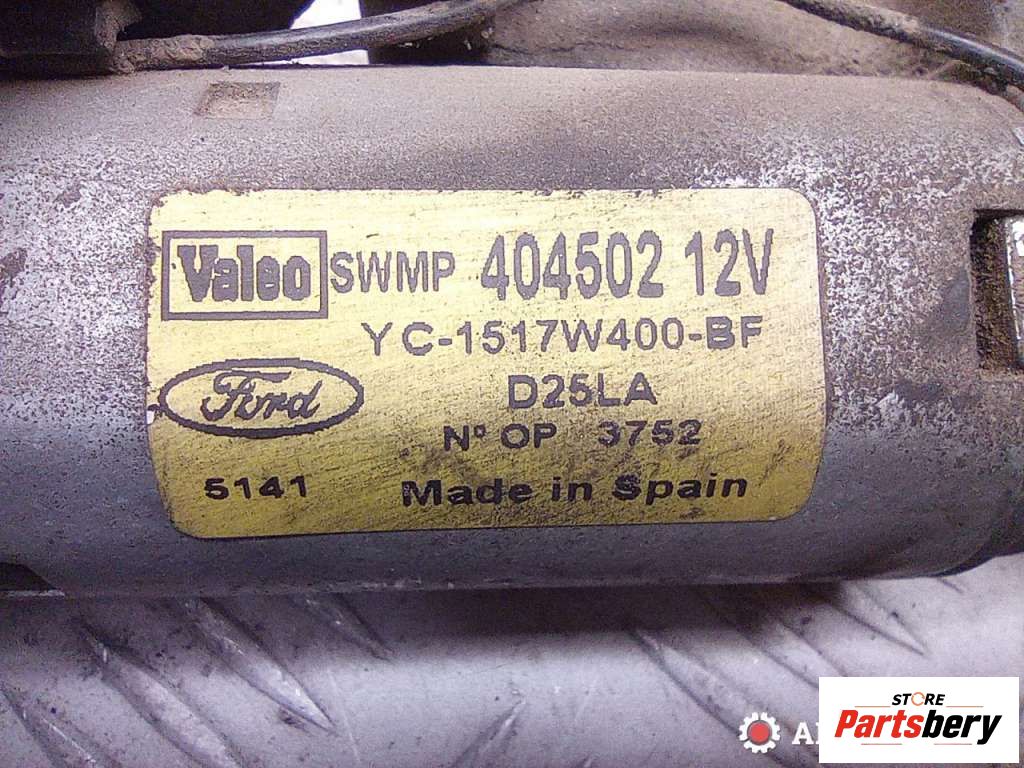 Valeo SWMP 404502 12V
YC-1517W400-BF
Ford D25LA
Nº OP 3752
5141 Made in Spain
STORE
Partsbery